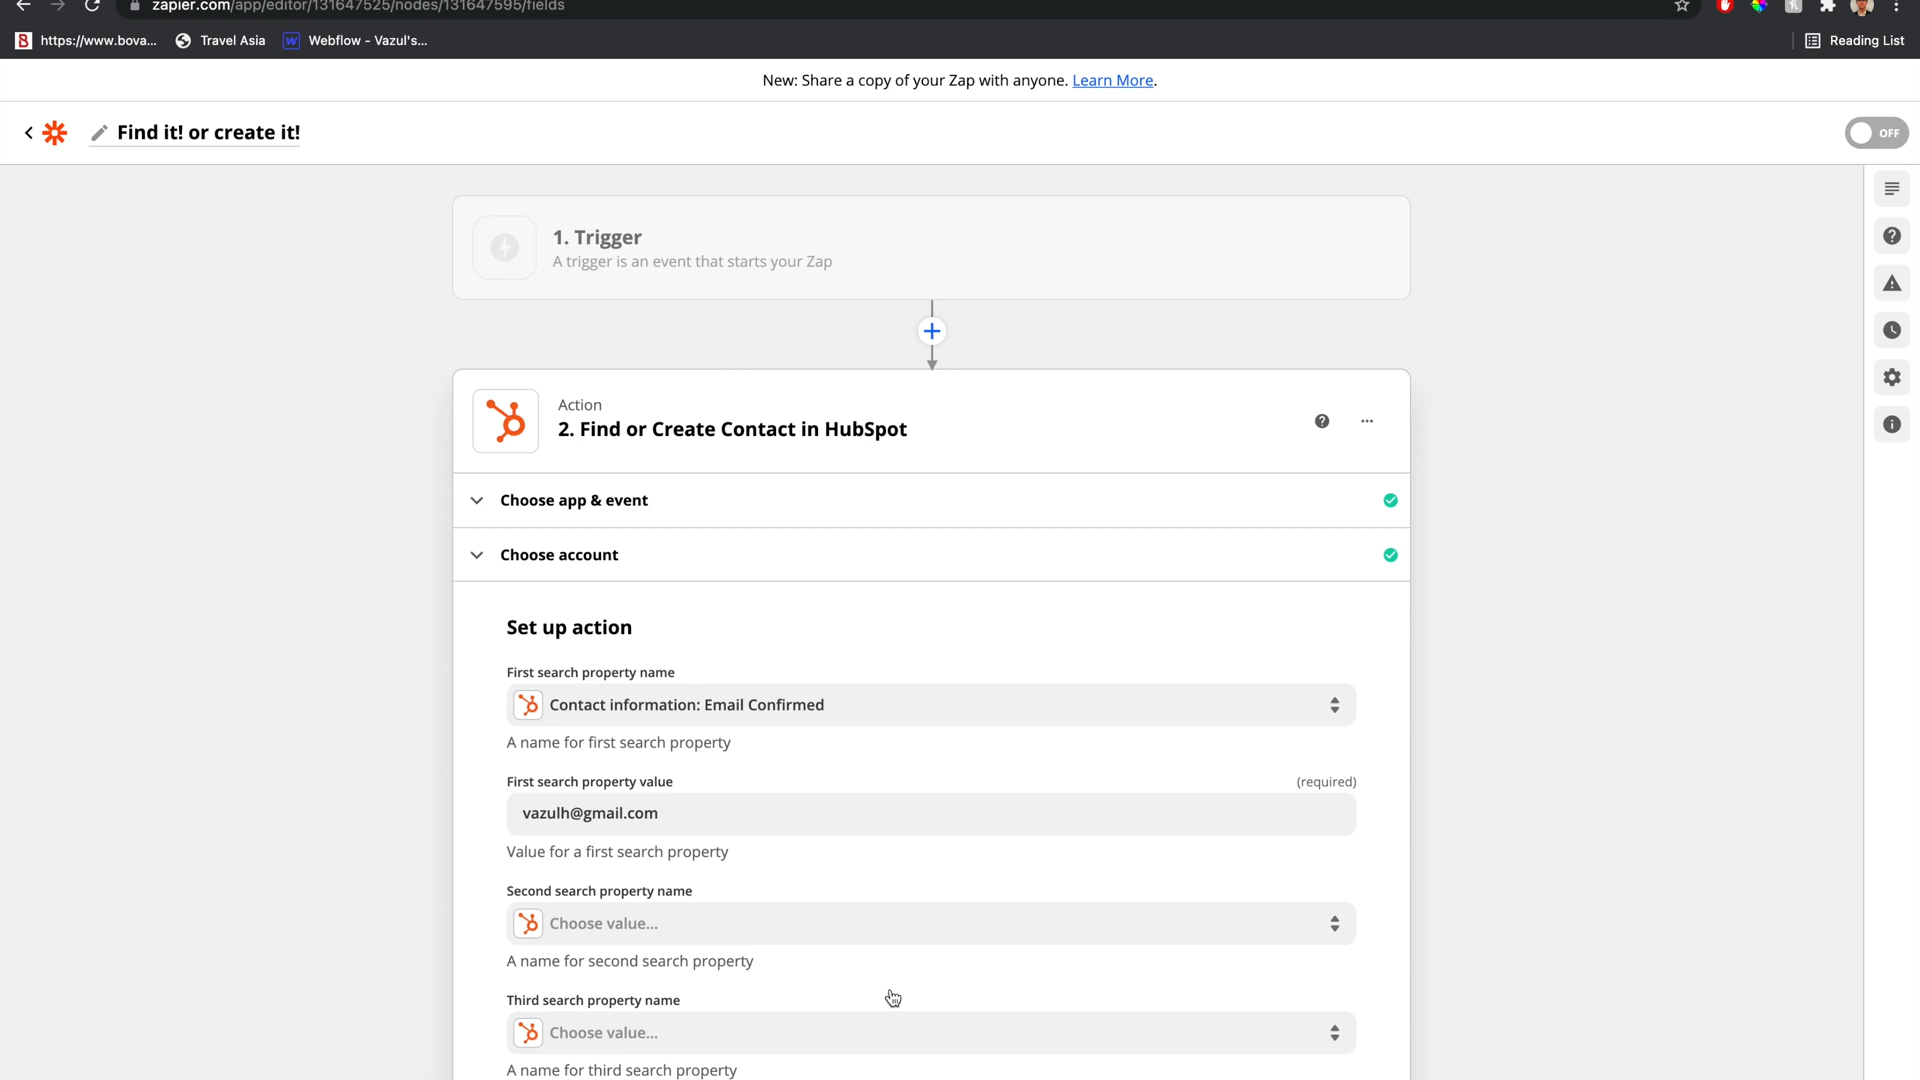 zapier.com/app/editor/131647525/nodes/131647595/fields
https://www.bova... Travel Asia Webflow - Vazul's... Reading List
New: Share a copy of your Zap with anyone. Learn More.
Find it! or create it! OFF
1. Trigger
A trigger is an event that starts your Zap
Action
2. Find or Create Contact in HubSpot
Choose app & event
Choose account
Set up action
First search property name
Contact information: Email Confirmed
A name for first search property
First search property value (required)
vazulh@gmail.com
Value for a first search property
Second search property name
Choose value...
A name for second search property
Third search property name
Choose value...
A name for third search property